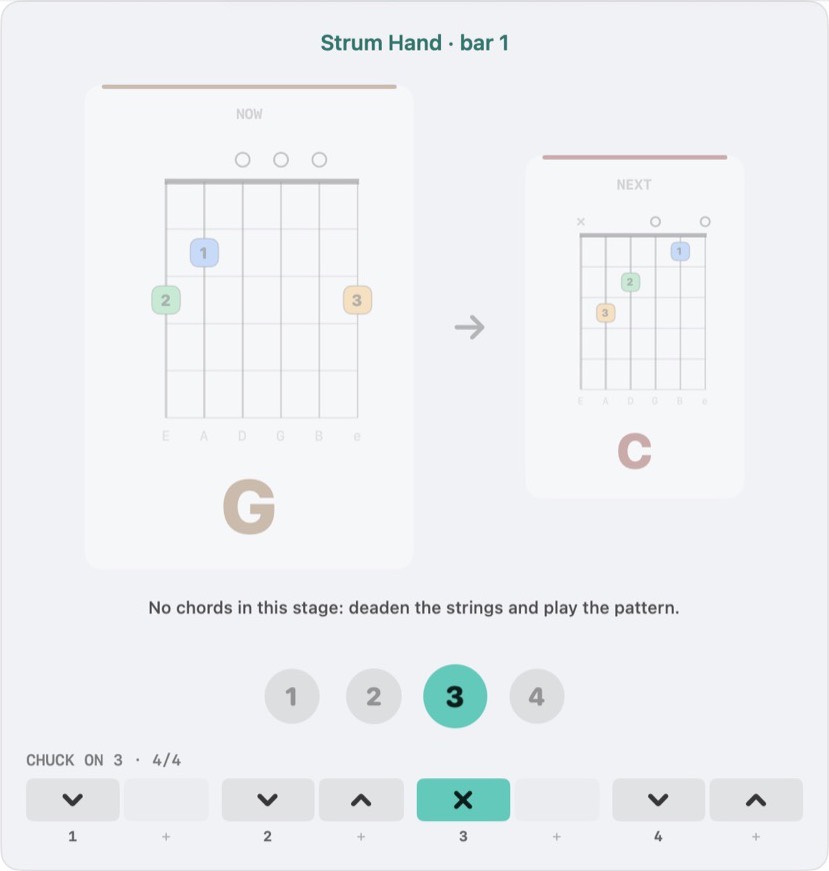 Strum Hand · bar 1
NOW
1
2 3
E A D G B e
G
→
NEXT
×
1
2
3
E A D G B e
C
No chords in this stage: deaden the strings and play the pattern.
1 2 3 4
CHUCK ON 3 · 4/4
1 + 2 + 3 + 4 +